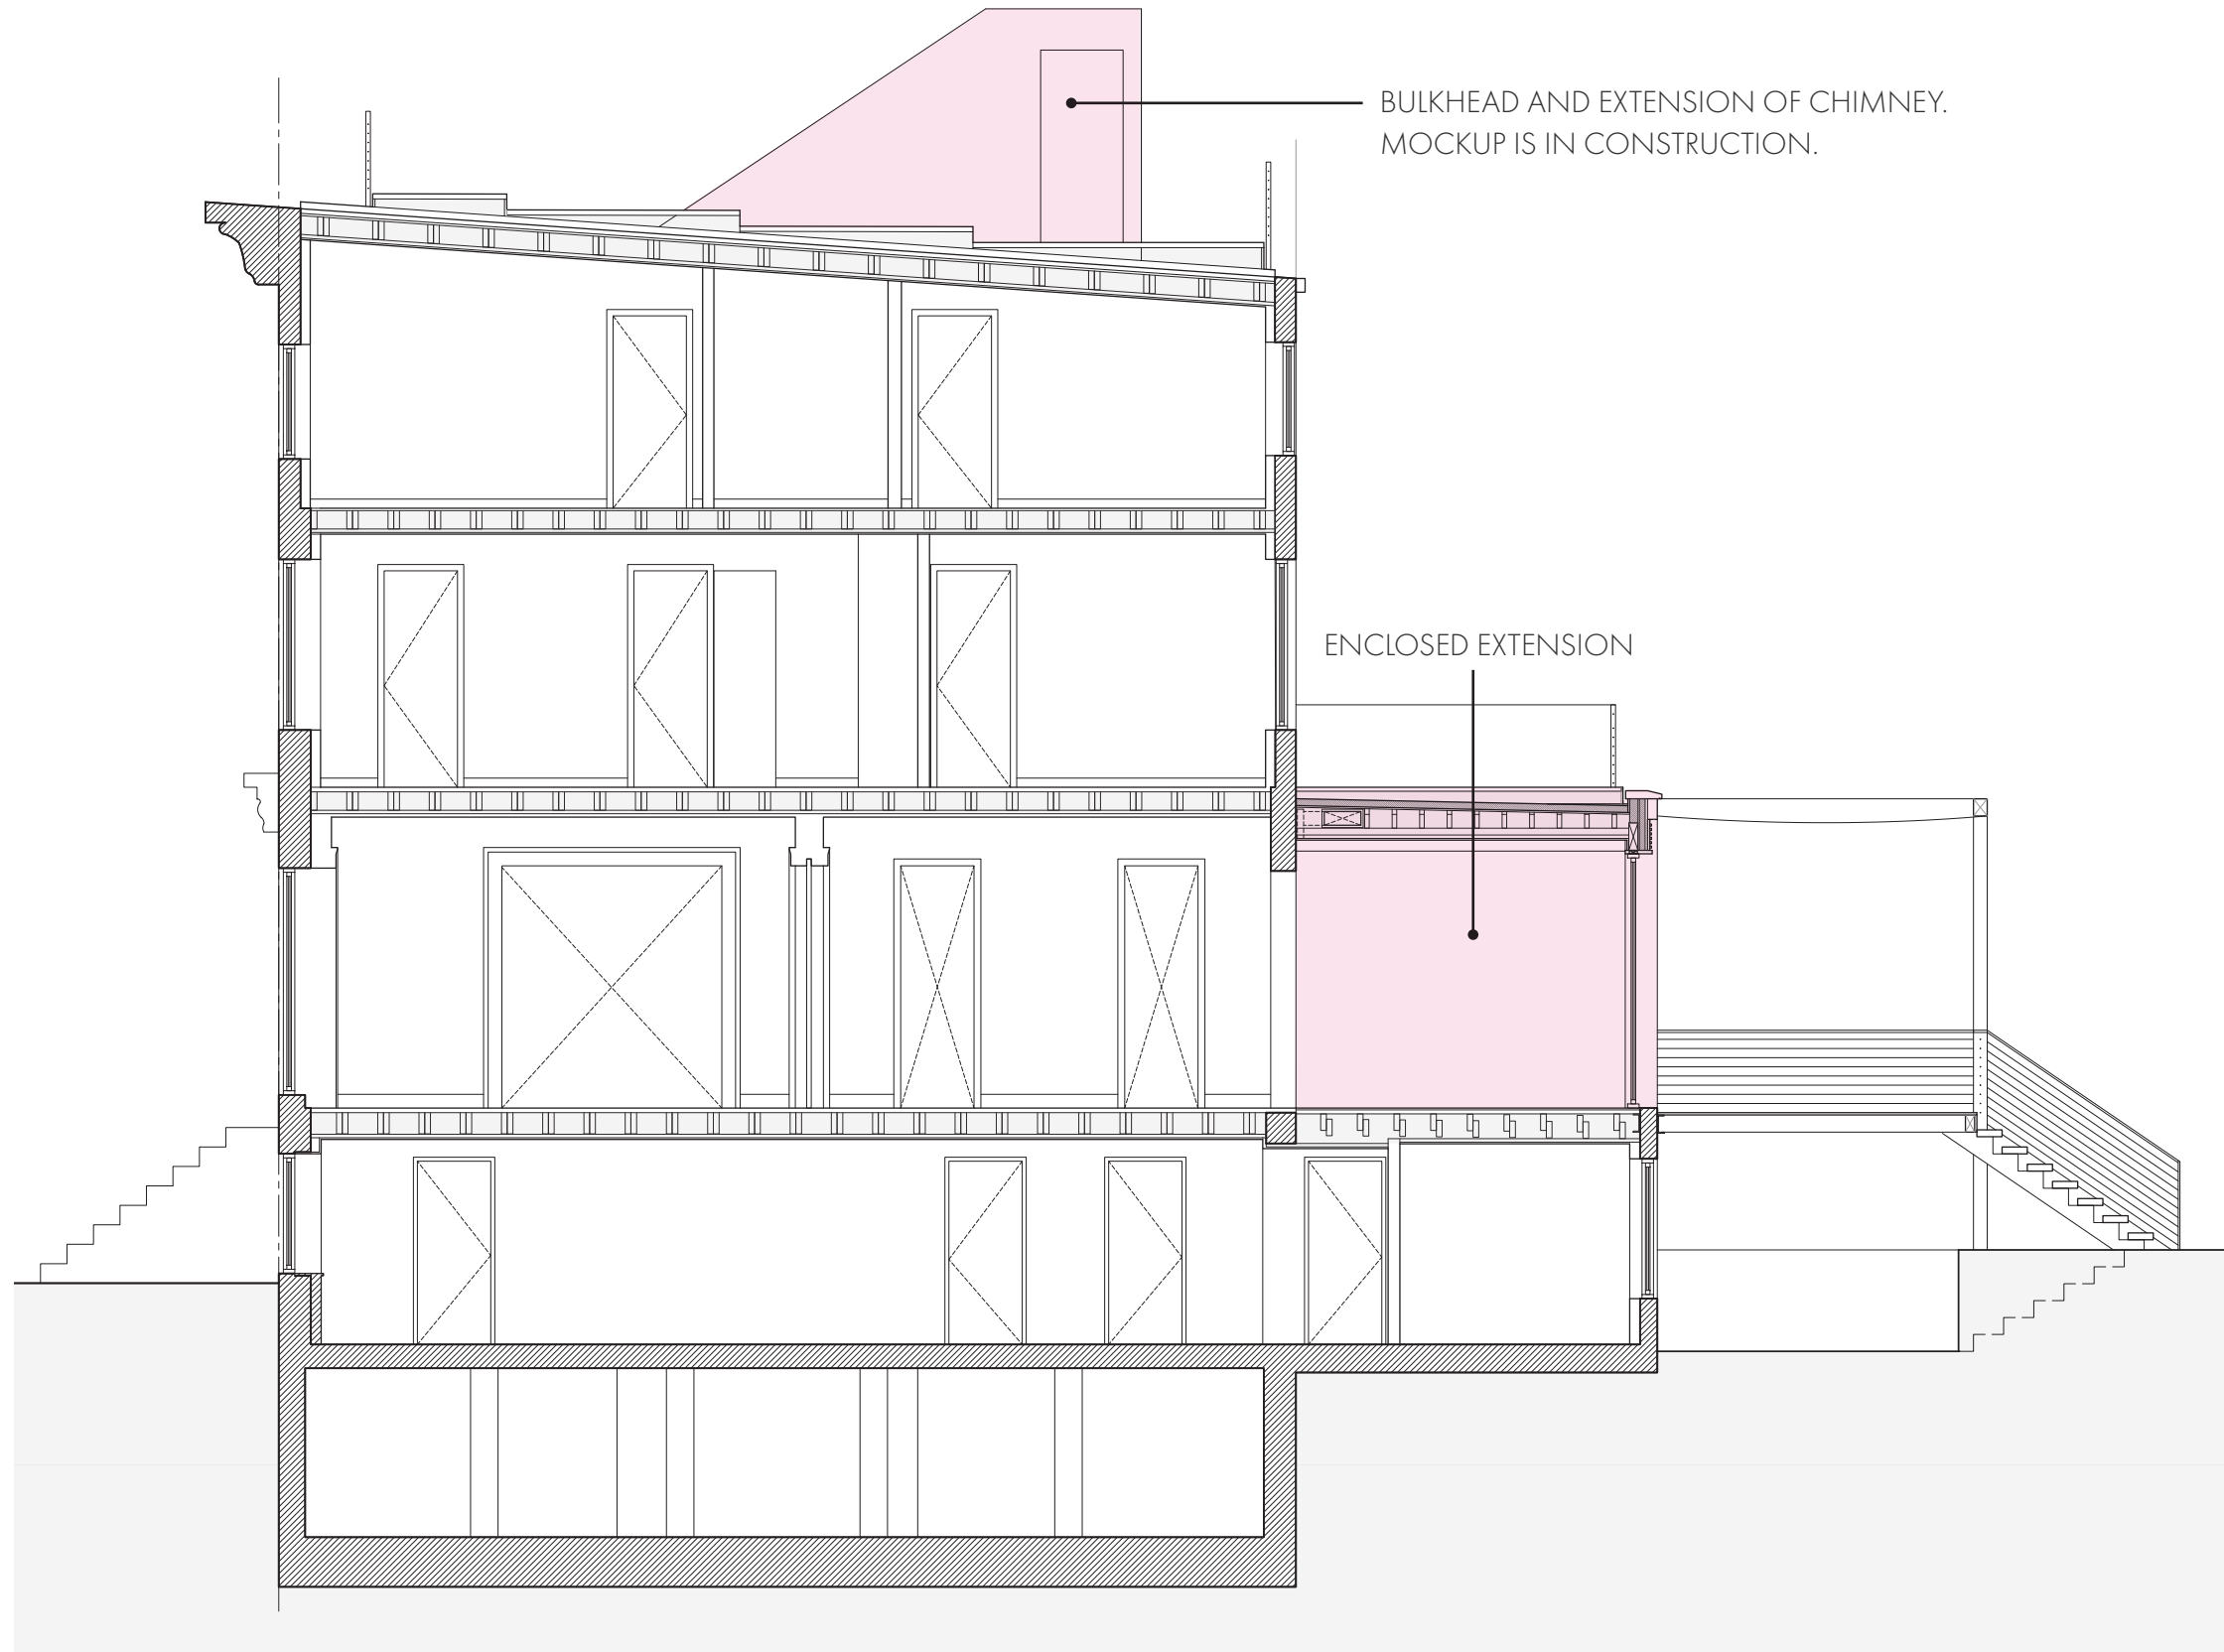 BULKHEAD AND EXTENSION OF CHIMNEY.
MOCKUP IS IN CONSTRUCTION.
ENCLOSED EXTENSION